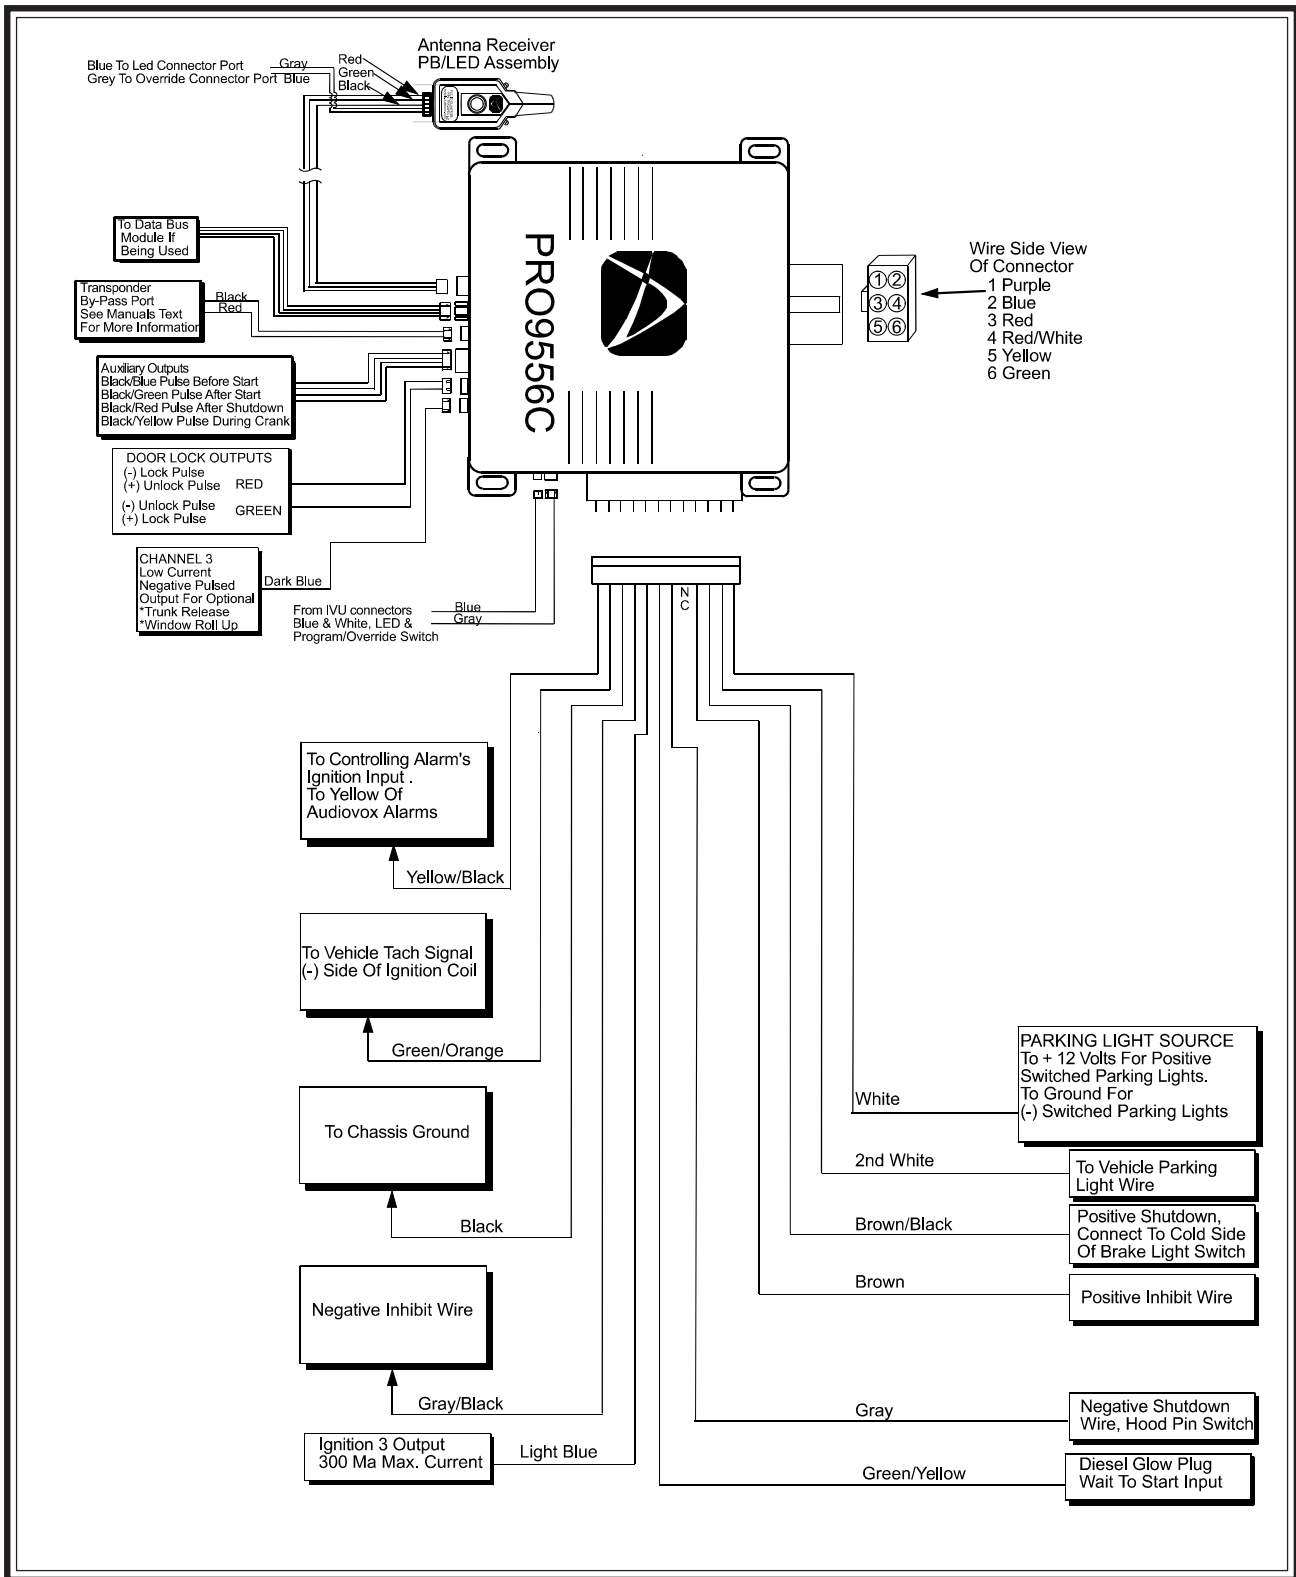 Antenna Receiver
PB/LED Assembly
Blue To Led Connector Port Gray
Grey To Override Connector Port Blue
Red
Green
Black
To Data Bus
Module If
Being Used
Transponder
By-Pass Port
See Manuals Text
For More Information
Black
Red
Auxiliary Outputs
Black/Blue Pulse Before Start
Black/Green Pulse After Start
Black/Red Pulse After Shutdown
Black/Yellow Pulse During Crank
DOOR LOCK OUTPUTS
(-) Lock Pulse
(+) Unlock Pulse RED
(-) Unlock Pulse
(+) Lock Pulse GREEN
CHANNEL 3
Low Current
Negative Pulsed
Output For Optional
*Trunk Release
*Window Roll Up
Dark Blue
PRO9556C
Wire Side View
Of Connector
1 Purple
2 Blue
3 Red
4 Red/White
5 Yellow
6 Green
1 2
3 4
5 6
From IVU connectors
Blue & White, LED &
Program/Override Switch
Blue
Gray
N
C
To Controlling Alarm's
Ignition Input .
To Yellow Of
Audiovox Alarms
Yellow/Black
To Vehicle Tach Signal
(-) Side Of Ignition Coil
Green/Orange
To Chassis Ground
Black
Negative Inhibit Wire
Gray/Black
Ignition 3 Output
300 Ma Max. Current
Light Blue
PARKING LIGHT SOURCE
To + 12 Volts For Positive
Switched Parking Lights.
To Ground For
(-) Switched Parking Lights
White
2nd White
To Vehicle Parking
Light Wire
Brown/Black
Positive Shutdown,
Connect To Cold Side
Of Brake Light Switch
Brown
Positive Inhibit Wire
Gray
Negative Shutdown
Wire, Hood Pin Switch
Green/Yellow
Diesel Glow Plug
Wait To Start Input